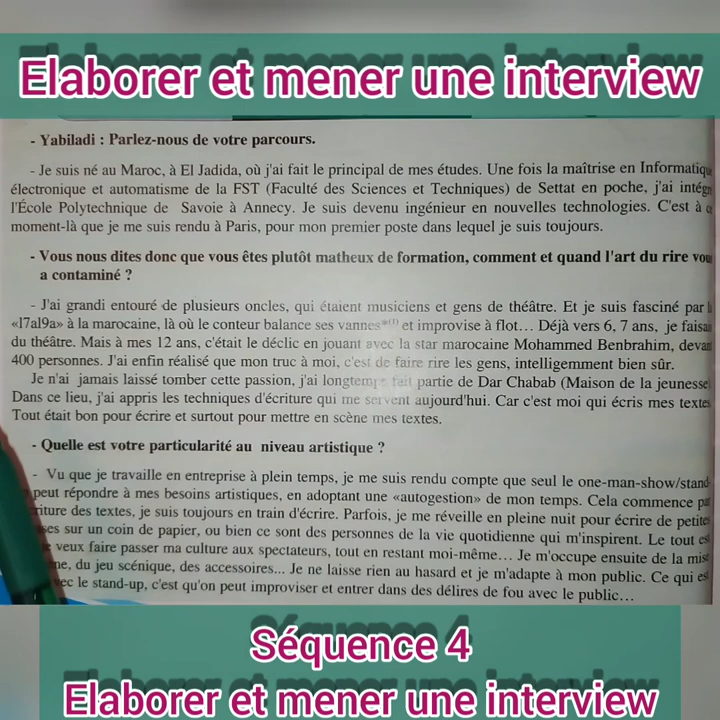 Elaborer et mener une interview
- Yabiladi : Parlez-nous de votre parcours.
- Je suis né au Maroc, à El Jadida, où j'ai fait le principal de mes études. Une fois la maîtrise en Informatiqu
électronique et automatisme de la FST (Faculté des Sciences et Techniques) de Settat en poche, j'ai intég
l'École Polytechnique de Savoie à Annecy. Je suis devenu ingénieur en nouvelles technologies. C'est à c
moment-là que je me suis rendu à Paris, pour mon premier poste dans lequel je suis toujours.
- Vous nous dites donc que vous êtes plutôt matheux de formation, comment et quand l'art du rire vou
a contaminé ?
- J'ai grandi entouré de plusieurs oncles, qui étaient musiciens et gens de théâtre. Et je suis fasciné par l
«l7al9a» à la marocaine, là où le conteur balance ses vannes*(1) et improvise à flot… Déjà vers 6, 7 ans, je faisai
du théâtre. Mais à mes 12 ans, c'était le déclic en jouant avec la star marocaine Mohammed Benbrahim, devan
400 personnes. J'ai enfin réalisé que mon truc à moi, c'est de faire rire les gens, intelligemment bien sûr.
Je n'ai jamais laissé tomber cette passion, j'ai longtemps fait partie de Dar Chabab (Maison de la jeunesse)
Dans ce lieu, j'ai appris les techniques d'écriture qui me servent aujourd'hui. Car c'est moi qui écris mes textes
Tout était bon pour écrire et surtout pour mettre en scène mes textes.
- Quelle est votre particularité au niveau artistique ?
- Vu que je travaille en entreprise à plein temps, je me suis rendu compte que seul le one-man-show/stand-
peut répondre à mes besoins artistiques, en adoptant une «autogestion» de mon temps. Cela commence pa
riture des textes, je suis toujours en train d'écrire. Parfois, je me réveille en pleine nuit pour écrire de petites
ses sur un coin de papier, ou bien ce sont des personnes de la vie quotidienne qui m'inspirent. Le tout est
veux faire passer ma culture aux spectateurs, tout en restant moi-même… Je m'occupe ensuite de la mise
ne, du jeu scénique, des accessoires... Je ne laisse rien au hasard et je m'adapte à mon public. Ce qui est
vec le stand-up, c'est qu'on peut improviser et entrer dans des délires de fou avec le public…
Séquence 4
Elaborer et mener une interview